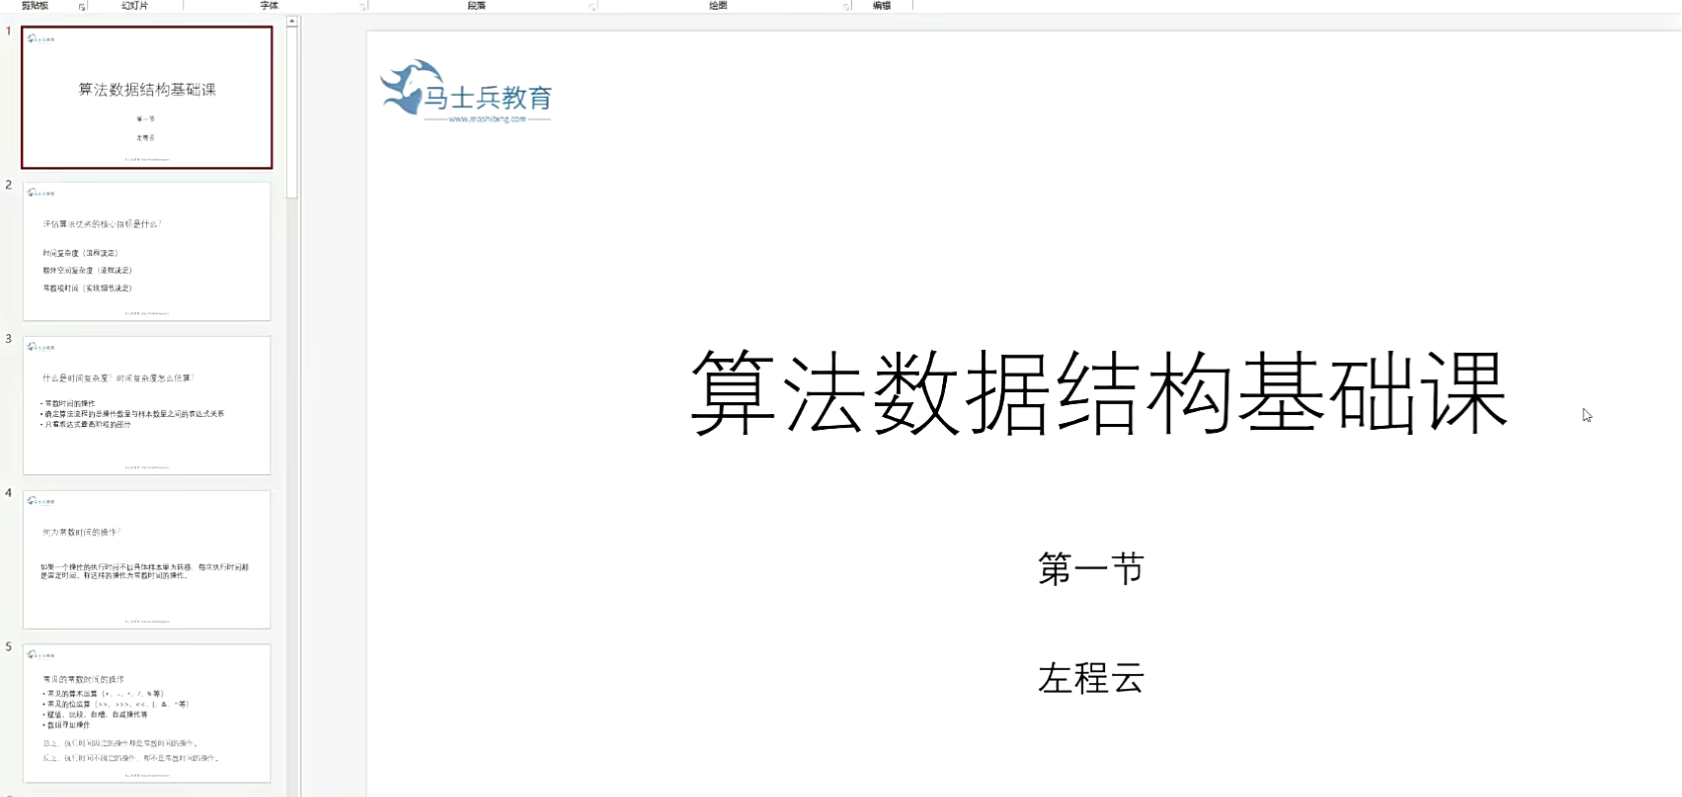 剪贴板
幻灯片
字体
段落
绘图
编辑
1
算法数据结构基础课
第一节
左程云
2
评估算法优劣的核心指标是什么?
时间复杂度（流程决定）
额外空间复杂度（流程决定）
常数项时间（实现细节决定）
3
什么是时间复杂度? 时间复杂度怎么估算?
• 常数时间的操作
• 确定算法流程的总操作数量与样本数量之间的表达式关系
• 只看表达式最高阶项的部分
4
何为常数时间的操作?
如果一个操作的执行时间不以具体样本量为转移，每次执行时间都
是固定时间。称这样的操作为常数时间的操作。
5
常见的常数时间的操作
• 常见的算术运算（+、-、*、/、% 等）
• 常见的位运算（>>、>>>、<<、|、&、^等）
• 赋值、比较、自增、自减操作等
• 数组寻址操作
总之，执行时间固定的操作都是常数时间的操作。
反之，执行时间不固定的操作，都不是常数时间的操作。
马士兵教育
www.mashibing.com
算法数据结构基础课
第一节
左程云